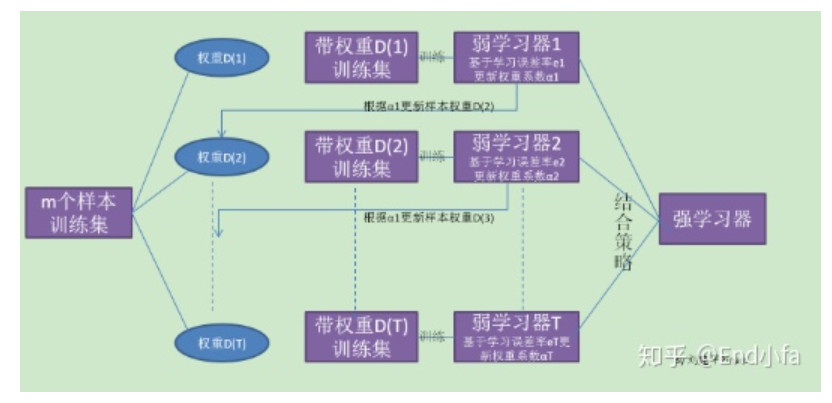 权重D(1)
带权重D(1)
训练集
训练
弱学习器1
基于学习误差率e1
更新权重系数α1
根据α1更新样本权重D(2)
权重D(2)
带权重D(2)
训练集
训练
弱学习器2
基于学习误差率e2
更新权重系数α2
m个样本
训练集
根据α1更新样本权重D(3)
结合策略
强学习器
权重D(T)
带权重D(T)
训练集
训练
弱学习器T
基于学习误差率eT更
新权重系数αT
知乎 @End小fa